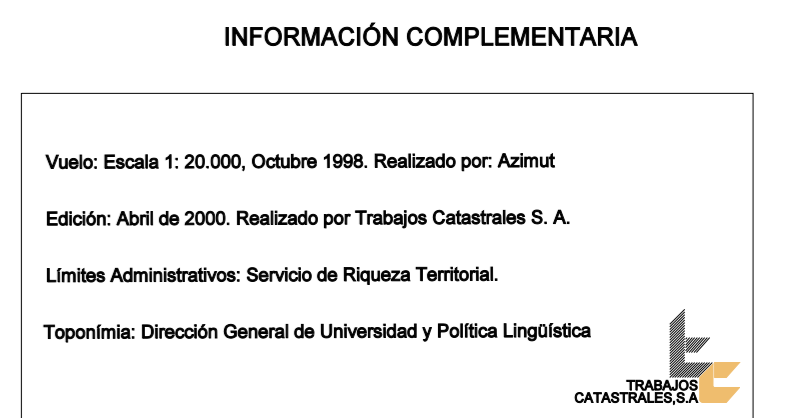 INFORMACIÓN COMPLEMENTARIA
Vuelo: Escala 1: 20.000, Octubre 1998. Realizado por: Azimut
Edición: Abril de 2000. Realizado por Trabajos Catastrales S. A.
Límites Administrativos: Servicio de Riqueza Territorial.
Toponímia: Dirección General de Universidad y Política Lingüística
TRABAJOS
CATASTRALES,S.A